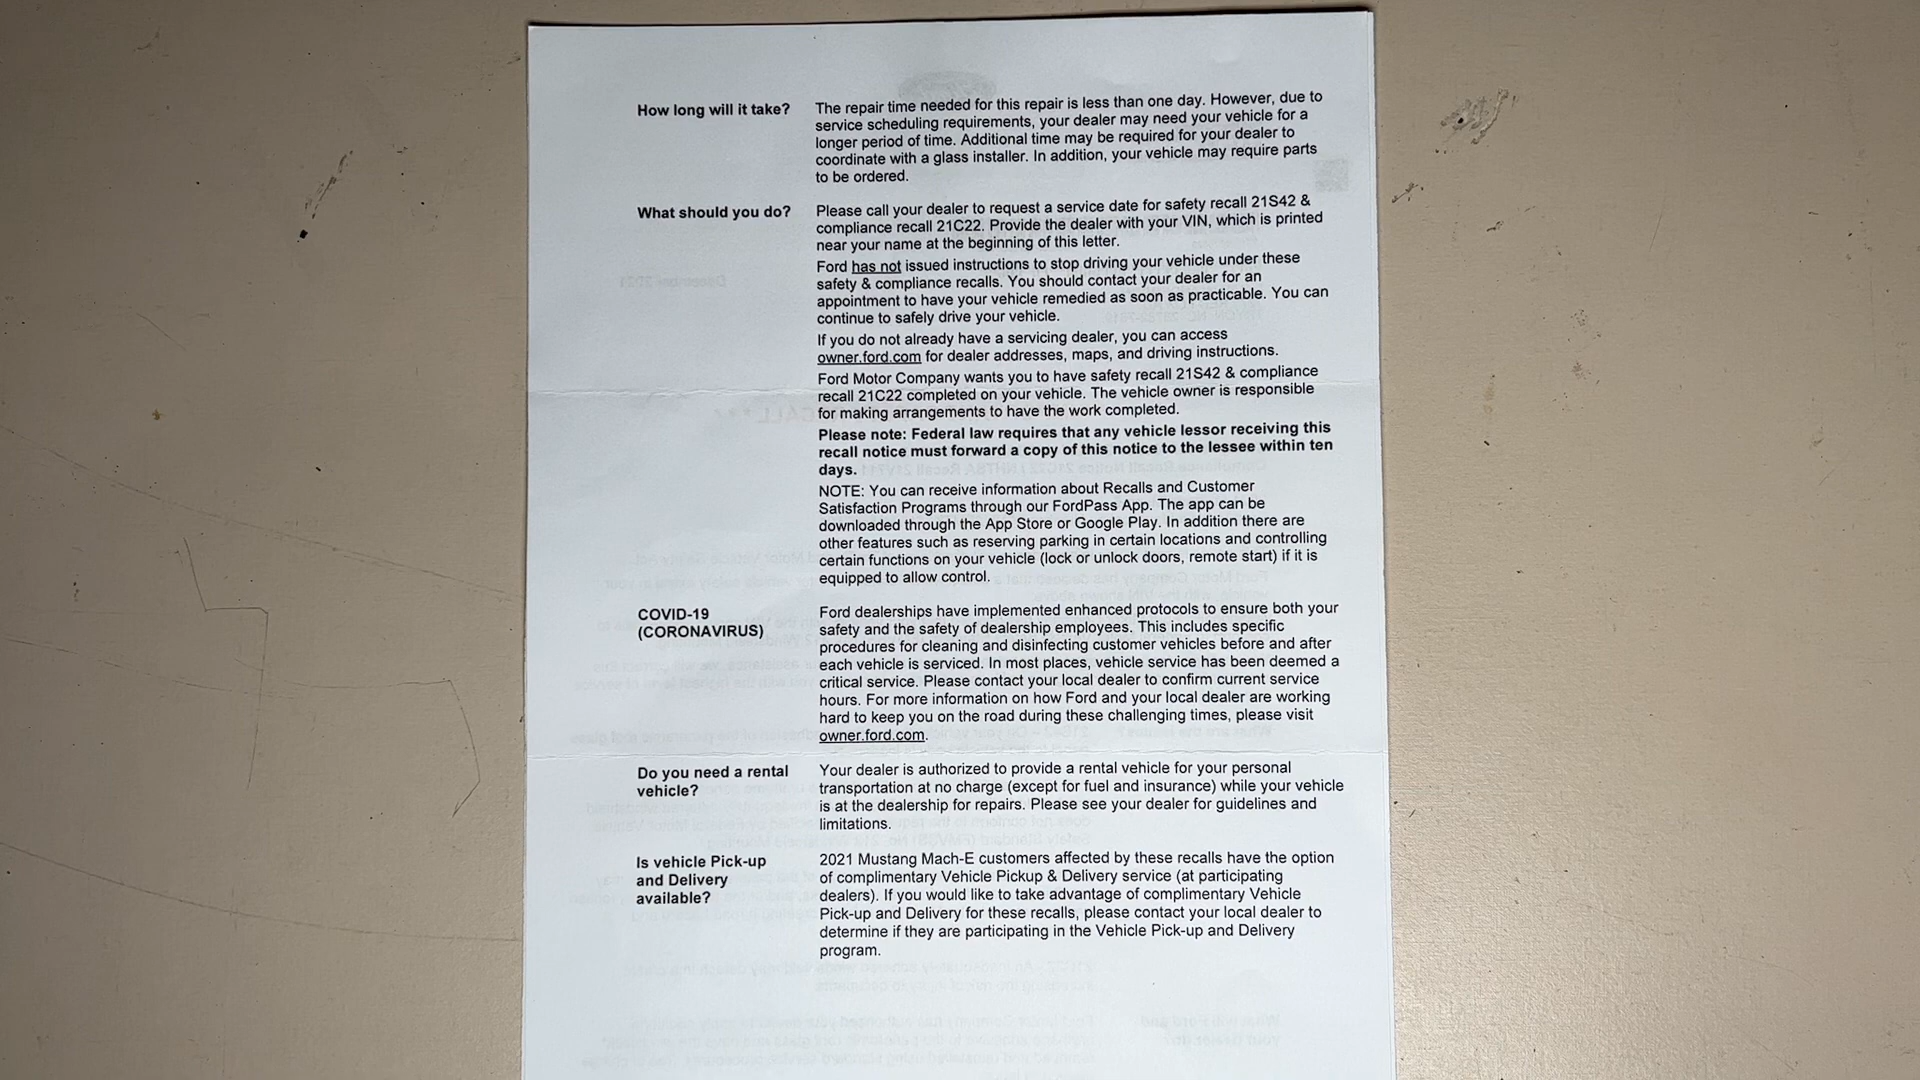 How long will it take?
The repair time needed for this repair is less than one day. However, due to
service scheduling requirements, your dealer may need your vehicle for a
longer period of time. Additional time may be required for your dealer to
coordinate with a glass installer. In addition, your vehicle may require parts
to be ordered.
What should you do?
Please call your dealer to request a service date for safety recall 21S42 &
compliance recall 21C22. Provide the dealer with your VIN, which is printed
near your name at the beginning of this letter.
Ford has not issued instructions to stop driving your vehicle under these
safety & compliance recalls. You should contact your dealer for an
appointment to have your vehicle remedied as soon as practicable. You can
continue to safely drive your vehicle.
If you do not already have a servicing dealer, you can access
owner.ford.com for dealer addresses, maps, and driving instructions.
Ford Motor Company wants you to have safety recall 21S42 & compliance
recall 21C22 completed on your vehicle. The vehicle owner is responsible
for making arrangements to have the work completed.
Please note: Federal law requires that any vehicle lessor receiving this
recall notice must forward a copy of this notice to the lessee within ten
days.
NOTE: You can receive information about Recalls and Customer
Satisfaction Programs through our FordPass App. The app can be
downloaded through the App Store or Google Play. In addition there are
other features such as reserving parking in certain locations and controlling
certain functions on your vehicle (lock or unlock doors, remote start) if it is
equipped to allow control.
COVID-19
(CORONAVIRUS)
Ford dealerships have implemented enhanced protocols to ensure both your
safety and the safety of dealership employees. This includes specific
procedures for cleaning and disinfecting customer vehicles before and after
each vehicle is serviced. In most places, vehicle service has been deemed a
critical service. Please contact your local dealer to confirm current service
hours. For more information on how Ford and your local dealer are working
hard to keep you on the road during these challenging times, please visit
owner.ford.com.
Do you need a rental
vehicle?
Your dealer is authorized to provide a rental vehicle for your personal
transportation at no charge (except for fuel and insurance) while your vehicle
is at the dealership for repairs. Please see your dealer for guidelines and
limitations.
Is vehicle Pick-up
and Delivery
available?
2021 Mustang Mach-E customers affected by these recalls have the option
of complimentary Vehicle Pickup & Delivery service (at participating
dealers). If you would like to take advantage of complimentary Vehicle
Pick-up and Delivery for these recalls, please contact your local dealer to
determine if they are participating in the Vehicle Pick-up and Delivery
program.